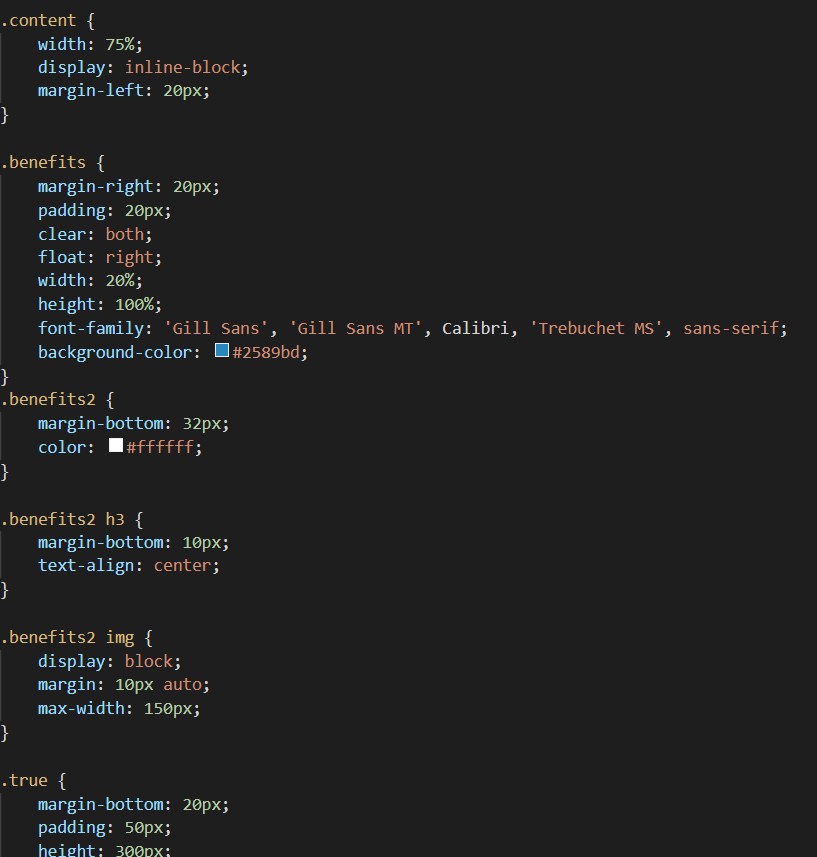 .content {
    width: 75%;
    display: inline-block;
    margin-left: 20px;
}

.benefits {
    margin-right: 20px;
    padding: 20px;
    clear: both;
    float: right;
    width: 20%;
    height: 100%;
    font-family: 'Gill Sans', 'Gill Sans MT', Calibri, 'Trebuchet MS', sans-serif;
    background-color: #2589bd;
}
.benefits2 {
    margin-bottom: 32px;
    color: #ffffff;
}

.benefits2 h3 {
    margin-bottom: 10px;
    text-align: center;
}

.benefits2 img {
    display: block;
    margin: 10px auto;
    max-width: 150px;
}

.true {
    margin-bottom: 20px;
    padding: 50px;
    height: 300px;